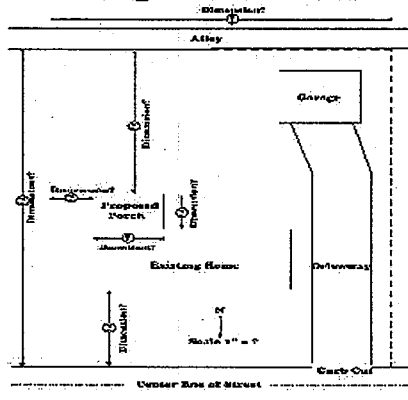 Dimension?
Alley
Garage
Dimension?
Dimension?
Dimension?
Proposed
Porch
Dimension?
Dimension?
Existing Home
Driveway
Dimension?
N
Scale 1" = ?
Curb Cut
Center Line of Street